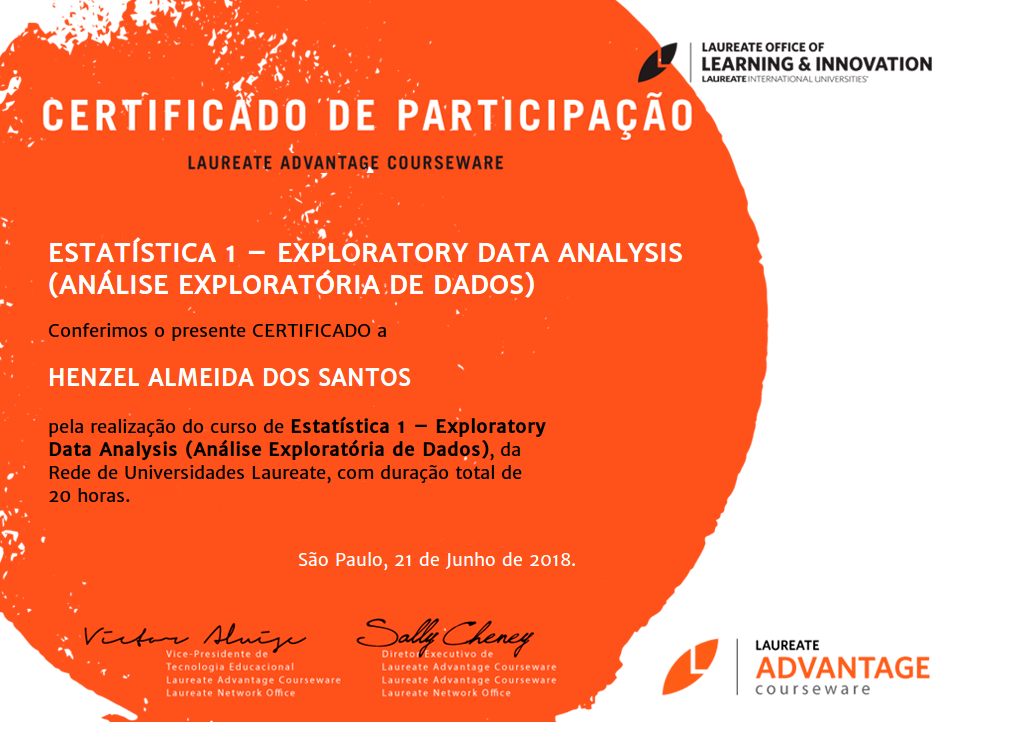 LAUREATE OFFICE OF
LEARNING & INNOVATION
LAUREATE INTERNATIONAL UNIVERSITIES®
CERTIFICADO DE PARTICIPAÇÃO
LAUREATE ADVANTAGE COURSEWARE
ESTATÍSTICA 1 – EXPLORATORY DATA ANALYSIS
(ANÁLISE EXPLORATÓRIA DE DADOS)
Conferimos o presente CERTIFICADO a
HENZEL ALMEIDA DOS SANTOS
pela realização do curso de Estatística 1 – Exploratory
Data Analysis (Análise Exploratória de Dados), da
Rede de Universidades Laureate, com duração total de
20 horas.
São Paulo, 21 de Junho de 2018.
Victor Aluize
Vice-Presidente de
Tecnologia Educacional
Laureate Advantage Courseware
Laureate Network Office
Sally Cheney
Diretor Executivo de
Laureate Advantage Courseware
Laureate Network Office
LAUREATE
ADVANTAGE
courseware